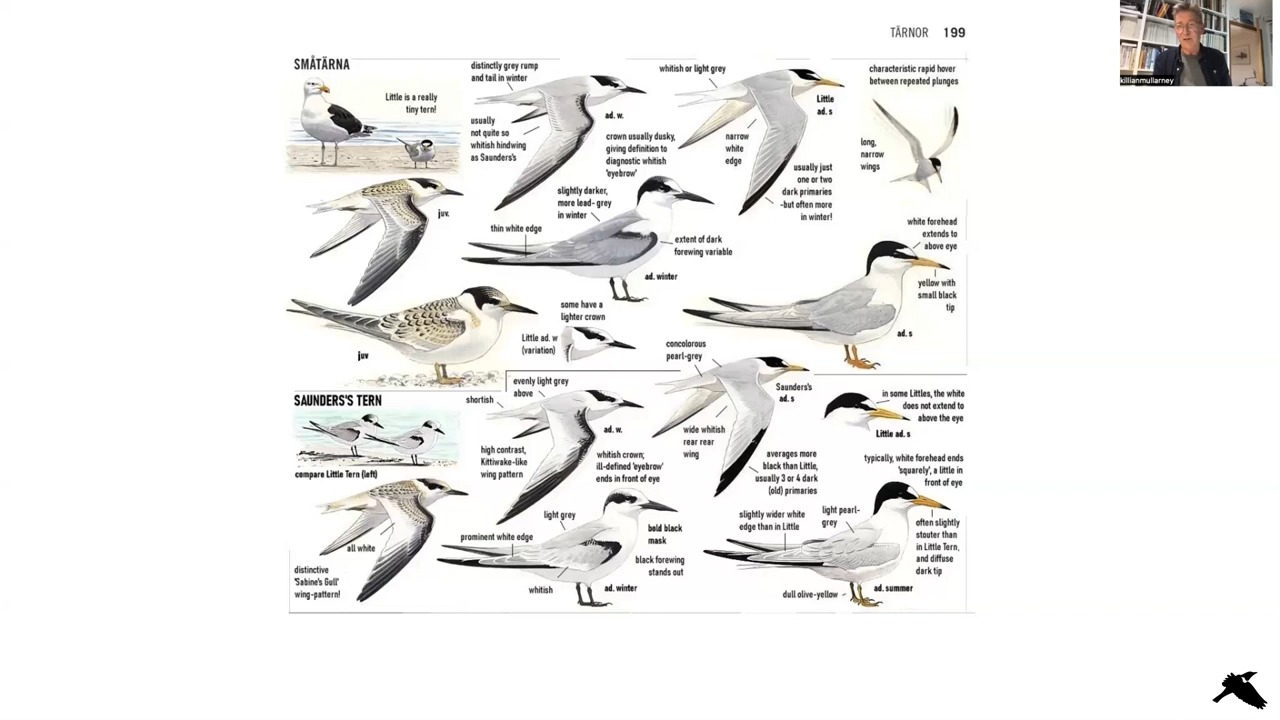 TÄRNOR 199
killianmullarney
SMÅTÄRNA
Little is a really
tiny tern!
distinctly grey rump
and tail in winter
usually
not quite so
whitish hindwing
as Saunders's
ad. w.
crown usually dusky,
giving definition to
diagnostic whitish
'eyebrow'
whitish or light grey
Little
ad. s
narrow
white
edge
usually just
one or two
dark primaries
-but often more
in winter!
characteristic rapid hover
between repeated plunges
long,
narrow
wings
juv.
slightly darker,
more lead- grey
in winter
thin white edge
extent of dark
forewing variable
ad. winter
white forehead
extends to
above eye
yellow with
small black
tip
ad. s
juv
some have a
lighter crown
Little ad. w
(variation)
concolorous
pearl-grey
Saunders's
ad. s
wide whitish
rear rear
wing
averages more
black than Little,
usually 3 or 4 dark
(old) primaries
in some Littles, the white
does not extend to
above the eye
Little ad. s
typically, white forehead ends
'squarely', a little in
front of eye
SAUNDERS'S TERN
compare Little Tern (left)
evenly light grey
above
shortish
ad. w.
high contrast,
Kittiwake-like
wing pattern
whitish crown;
ill-defined 'eyebrow'
ends in front of eye
all white
distinctive
'Sabine's Gull'
wing-pattern!
light grey
prominent white edge
bold black
mask
black forewing
stands out
whitish
ad. winter
slightly wider white
edge than in Little
light pearl-
grey
often slightly
stouter than
in Little Tern,
and diffuse
dark tip
dull olive-yellow
ad. summer